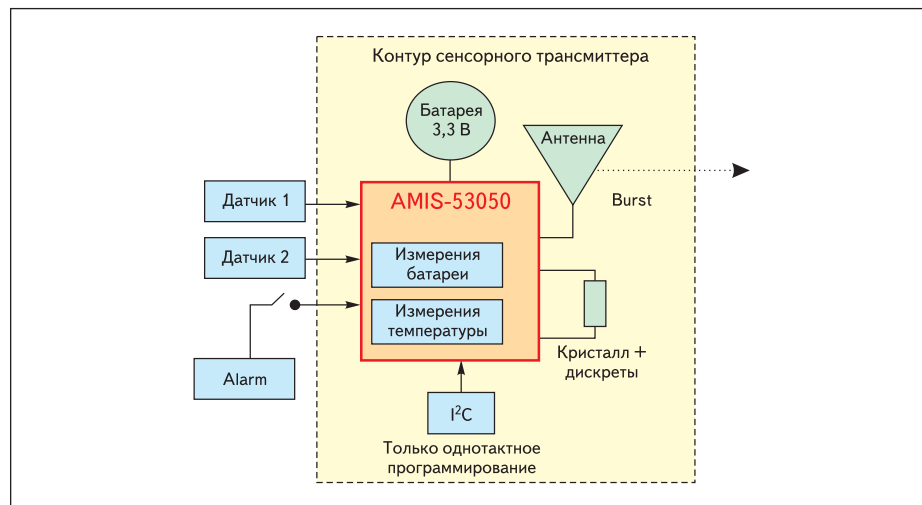 Контур сенсорного трансмиттера
Батарея
3,3 В
Антенна
Burst
AMIS-53050
Датчик 1
Датчик 2
Измерения
батареи
Измерения
температуры
Alarm
Кристалл +
дискреты
I²C
Только однотактное
программирование